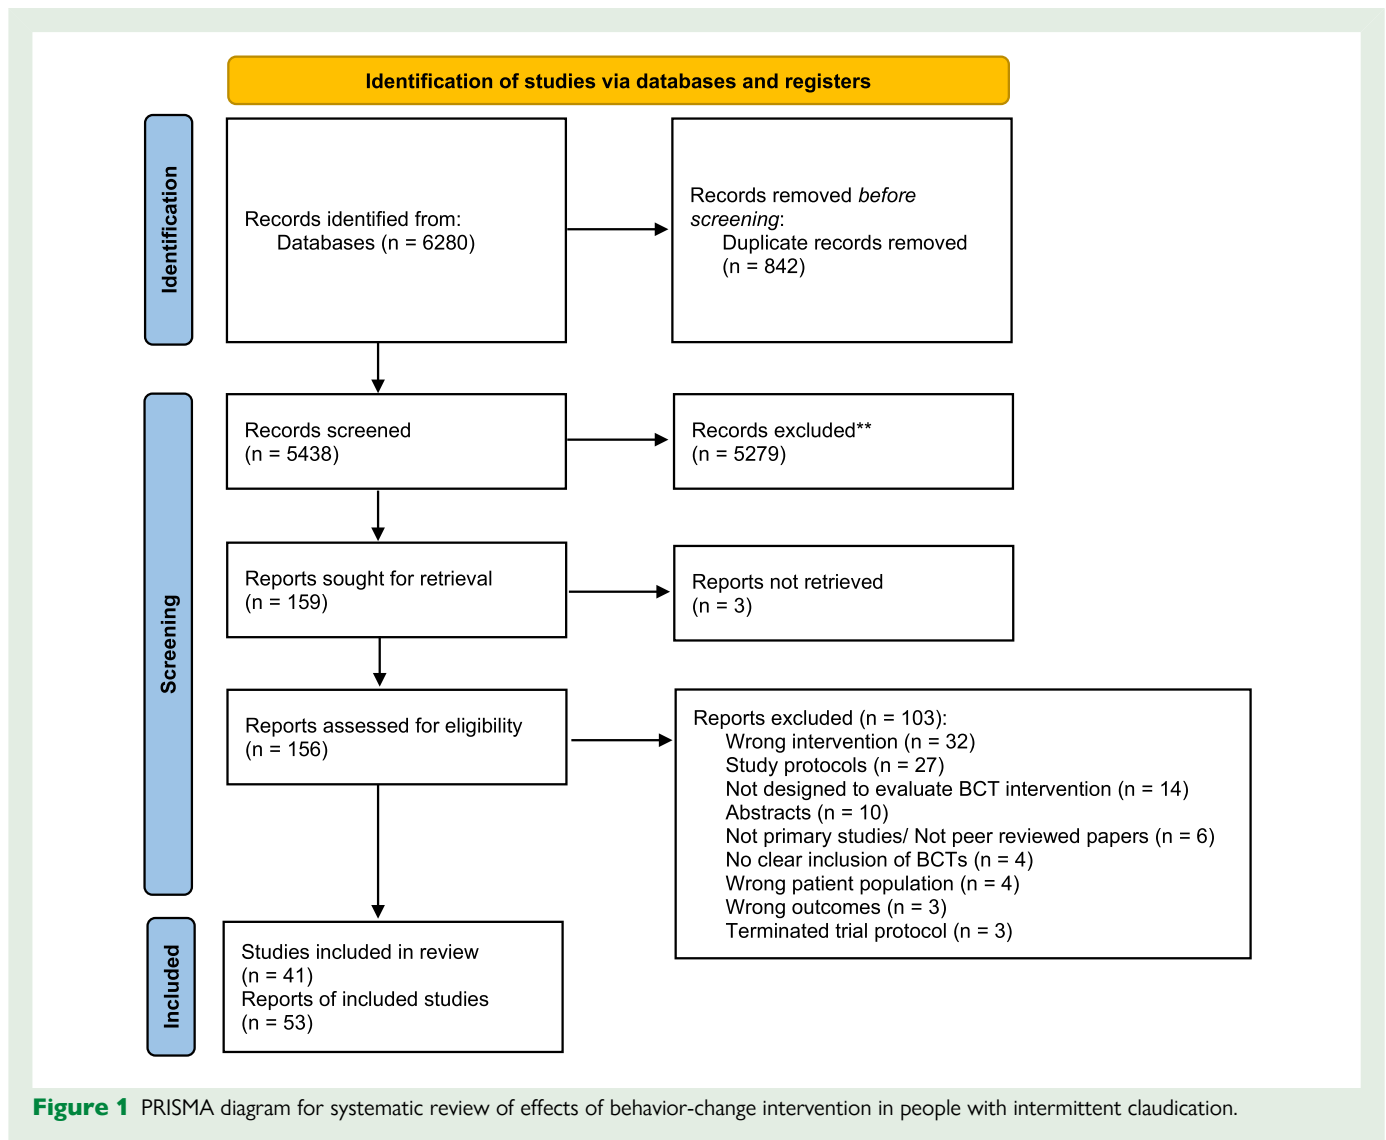 Identification of studies via databases and registers
Identification
Records identified from:
Databases (n = 6280)
Records removed before
screening:
Duplicate records removed
(n = 842)
Screening
Records screened
(n = 5438)
Records excluded**
(n = 5279)
Reports sought for retrieval
(n = 159)
Reports not retrieved
(n = 3)
Reports assessed for eligibility
(n = 156)
Reports excluded (n = 103):
Wrong intervention (n = 32)
Study protocols (n = 27)
Not designed to evaluate BCT intervention (n = 14)
Abstracts (n = 10)
Not primary studies/ Not peer reviewed papers (n = 6)
No clear inclusion of BCTs (n = 4)
Wrong patient population (n = 4)
Wrong outcomes (n = 3)
Terminated trial protocol (n = 3)
Included
Studies included in review
(n = 41)
Reports of included studies
(n = 53)
Figure 1 PRISMA diagram for systematic review of effects of behavior-change intervention in people with intermittent claudication.